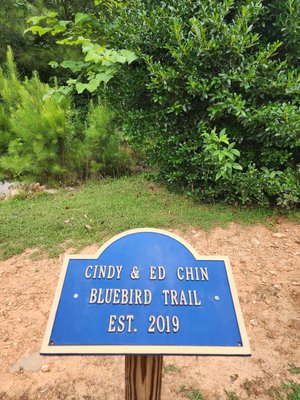 CINDY & ED CHIN
BLUEBIRD TRAIL
EST. 2019